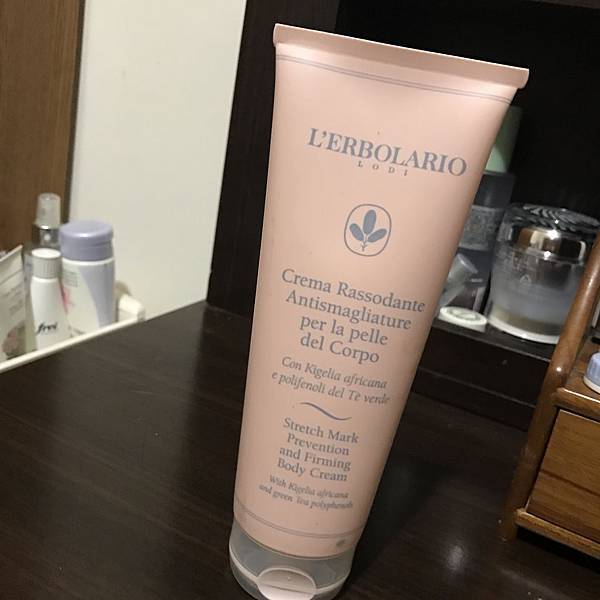 L'ERBOLARIO
LODI
Crema Rassodante
Antismagliature
per la pelle
del Corpo
Con Kigelia africana
e polifenoli del Tè verde
Stretch Mark
Prevention
and Firming
Body Cream
With Kigelia africana
and green Tea polyphenols
frei